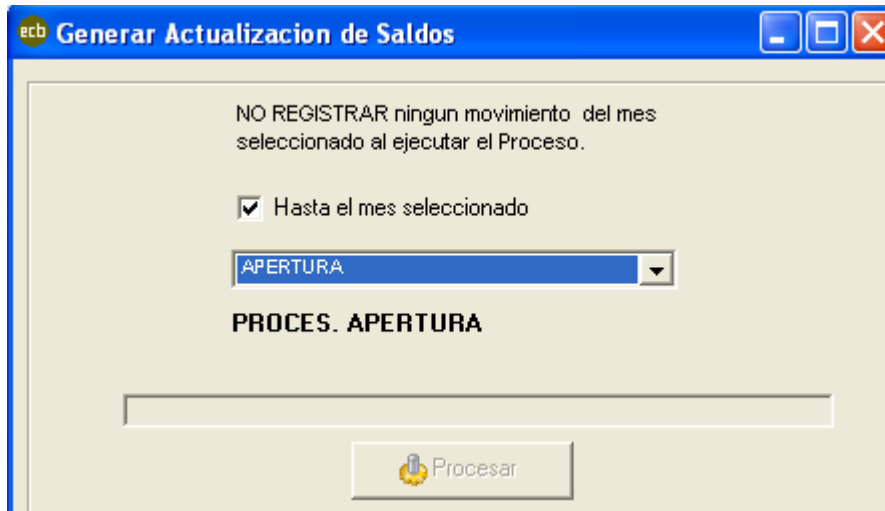 ecb Generar Actualizacion de Saldos
NO REGISTRAR ningun movimiento del mes
seleccionado al ejecutar el Proceso.
Hasta el mes seleccionado
APERTURA
PROCES. APERTURA
Procesar